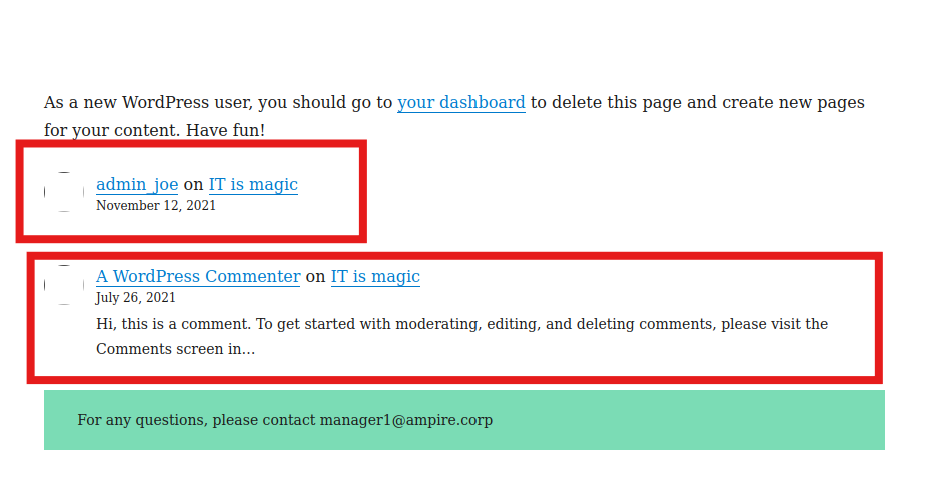 As a new WordPress user, you should go to your dashboard to delete this page and create new pages
for your content. Have fun!
admin_joe on IT is magic
November 12, 2021
A WordPress Commenter on IT is magic
July 26, 2021
Hi, this is a comment. To get started with moderating, editing, and deleting comments, please visit the
Comments screen in…
For any questions, please contact manager1@ampire.corp